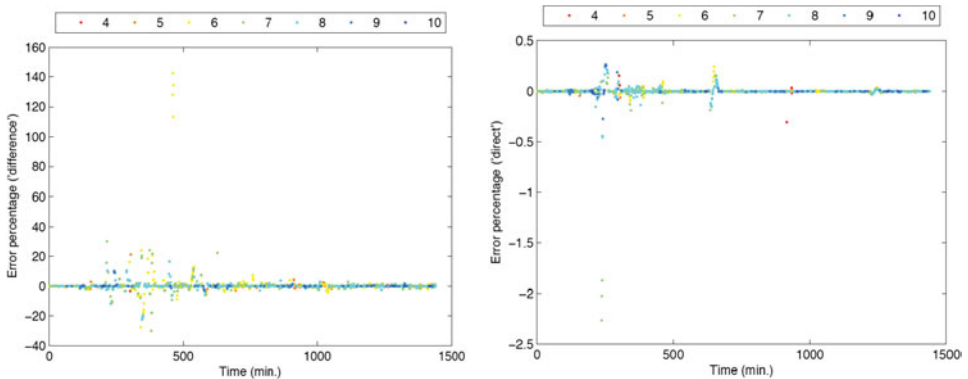 4 5 6 7 8 9 10
160
140
120
100
80
60
40
20
0
−20
−40
Error percentage ('difference')
0 500 1000 1500
Time (min.)
4 5 6 7 8 9 10
0.5
0
−0.5
−1
−1.5
−2
−2.5
Error percentage ('direct')
0 500 1000 1500
Time (min.)